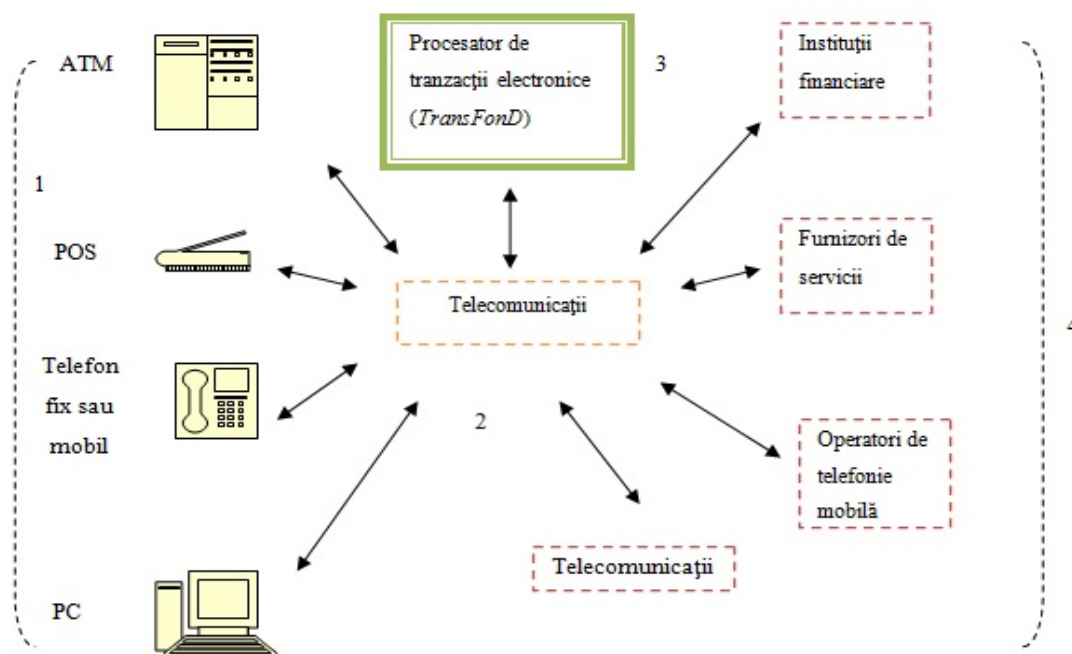 ATM
Procesator de
tranzacţii electronice
(TransFonD)
3
Instituţii
financiare
1
POS
Furnizori de
servicii
Telecomunicaţii
4
Telefon
fix sau
mobil
2
Operatori de
telefonie
mobilă
Telecomunicaţii
PC